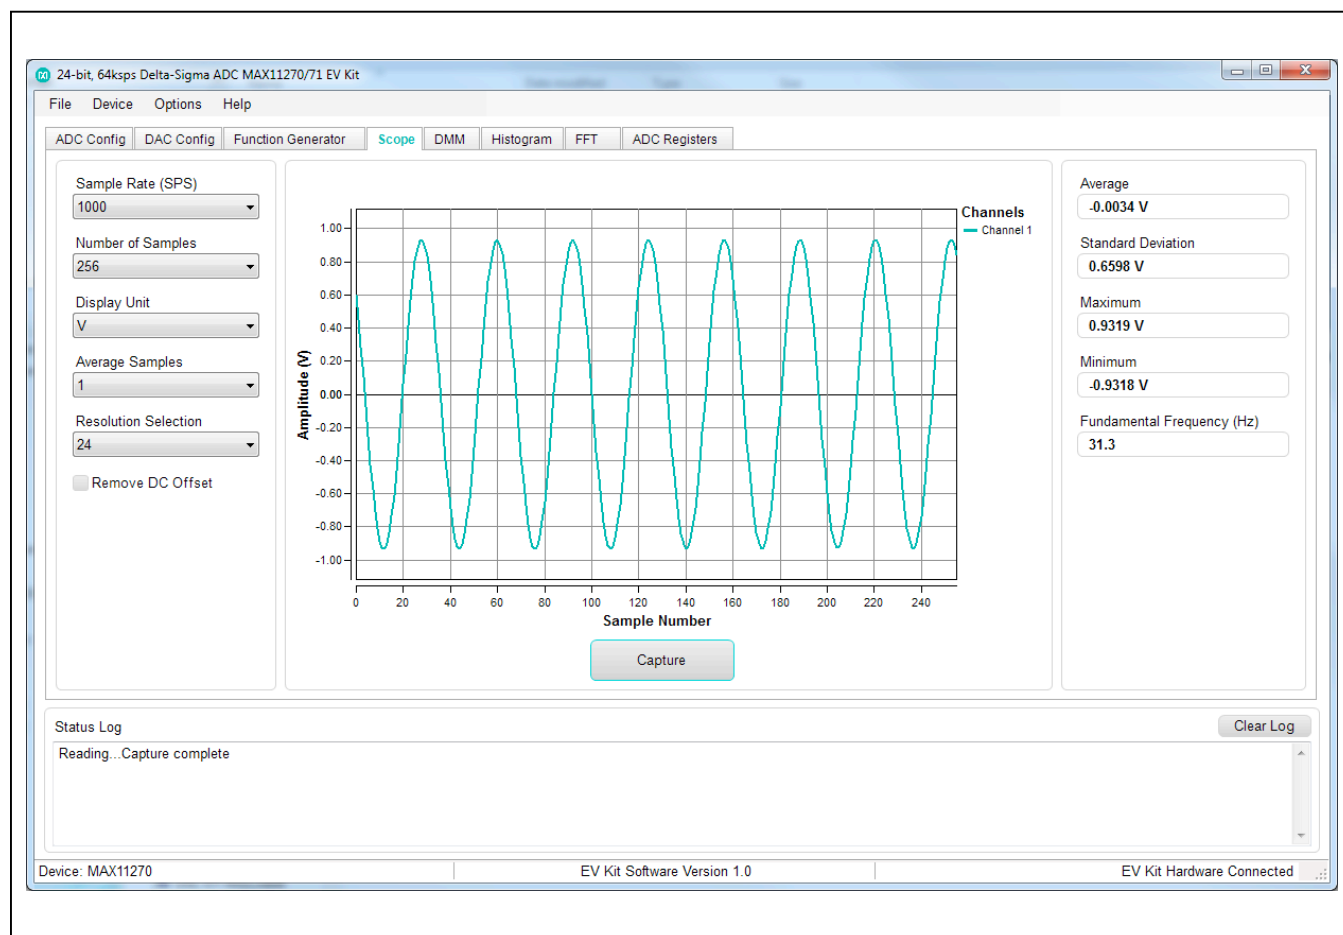 24-bit, 64ksps Delta-Sigma ADC MAX11270/71 EV Kit
File Device Options Help
ADC Config DAC Config Function Generator Scope DMM Histogram FFT ADC Registers
Sample Rate (SPS)
1000
Number of Samples
256
Display Unit
V
Average Samples
1
Resolution Selection
24
Remove DC Offset
Amplitude (V)
1.00
0.80
0.60
0.40
0.20
0.00
-0.20
-0.40
-0.60
-0.80
-1.00
0 20 40 60 80 100 120 140 160 180 200 220 240
Sample Number
Channels
Channel 1
Capture
Average
-0.0034 V
Standard Deviation
0.6598 V
Maximum
0.9319 V
Minimum
-0.9318 V
Fundamental Frequency (Hz)
31.3
Status Log
Clear Log
Reading...Capture complete
Device: MAX11270
EV Kit Software Version 1.0
EV Kit Hardware Connected